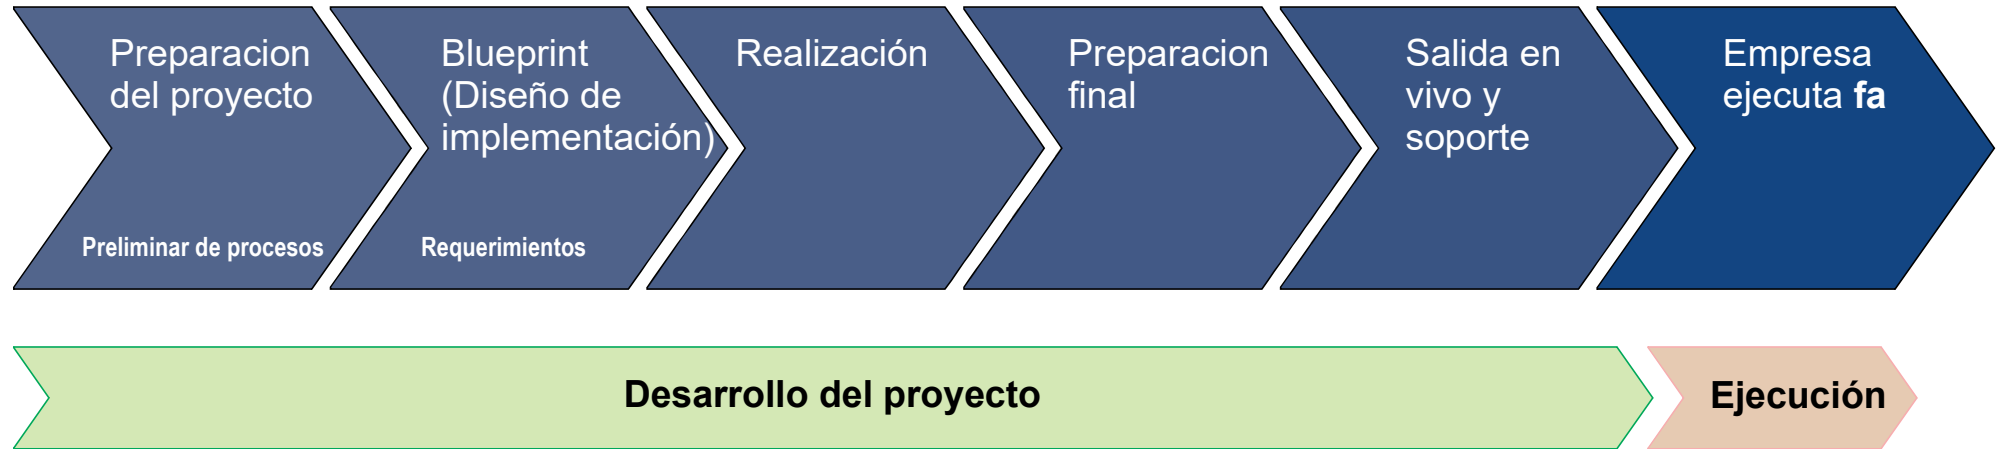 Preparacion
del proyecto
Preliminar de procesos
Blueprint
(Diseño de
implementación)
Requerimientos
Realización
Preparacion
final
Salida en
vivo y
soporte
Empresa
ejecuta fa
Desarrollo del proyecto
Ejecución